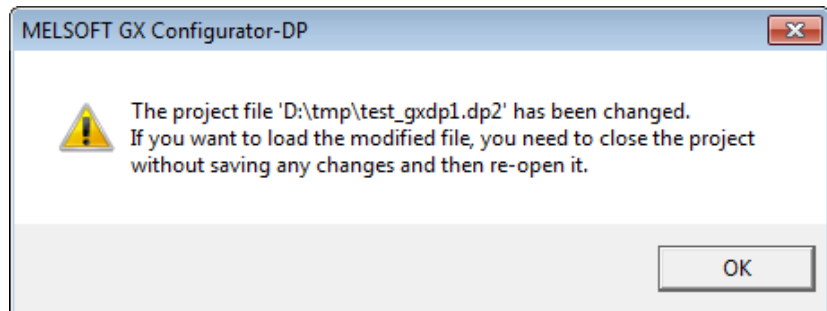 MELSOFT GX Configurator-DP
The project file 'D:\tmp\test_gxdp1.dp2' has been changed.
If you want to load the modified file, you need to close the project
without saving any changes and then re-open it.
OK